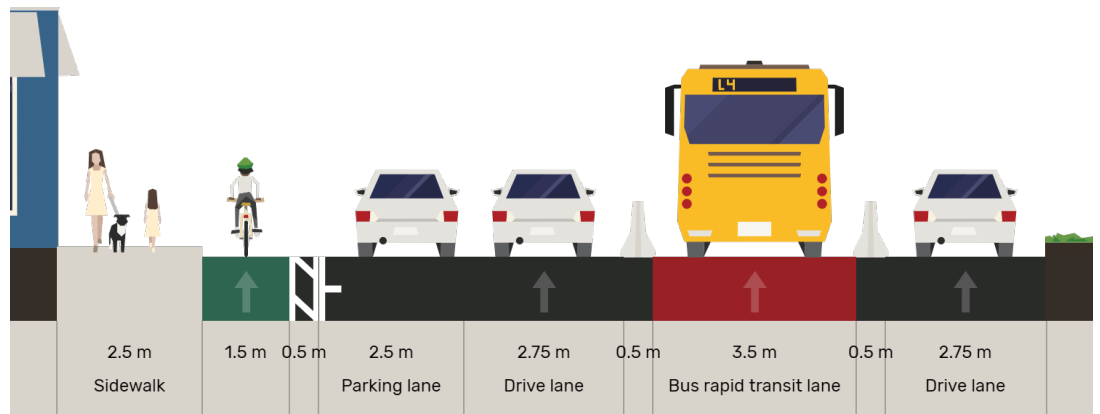 L4
2.5 m 1.5 m 0.5 m 2.5 m 2.75 m 0.5 m 3.5 m 0.5 m 2.75 m
Sidewalk Parking lane Drive lane Bus rapid transit lane Drive lane